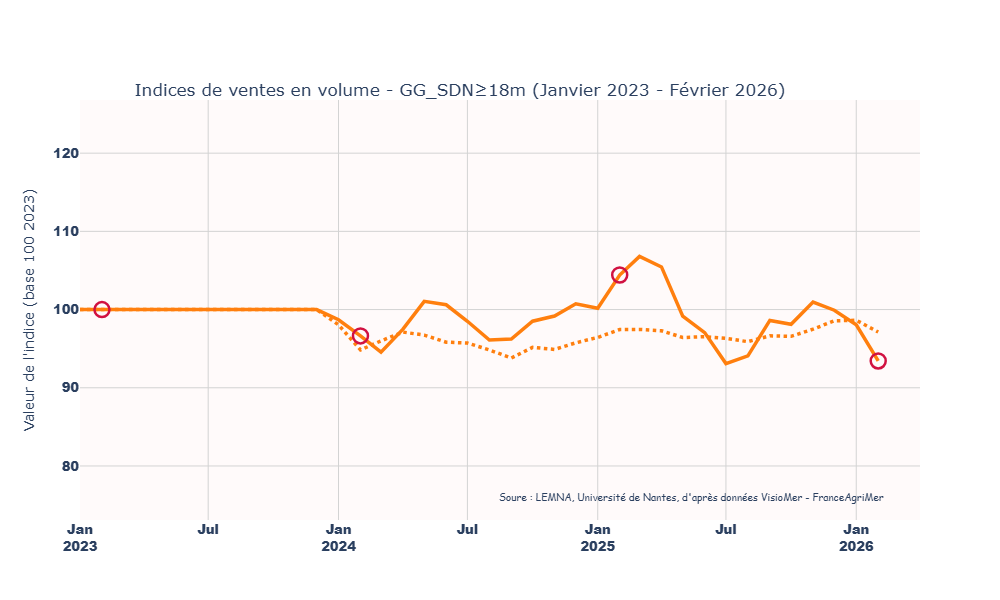 Indices de ventes en volume - GG_SDN≥18m (Janvier 2023 - Février 2026)
Valeur de l'indice (base 100 2023)
120
110
100
90
80
Soure : LEMNA, Université de Nantes, d'après données VisioMer - FranceAgriMer
Jan Jul Jan Jul Jan Jul Jan
2023 2024 2025 2026